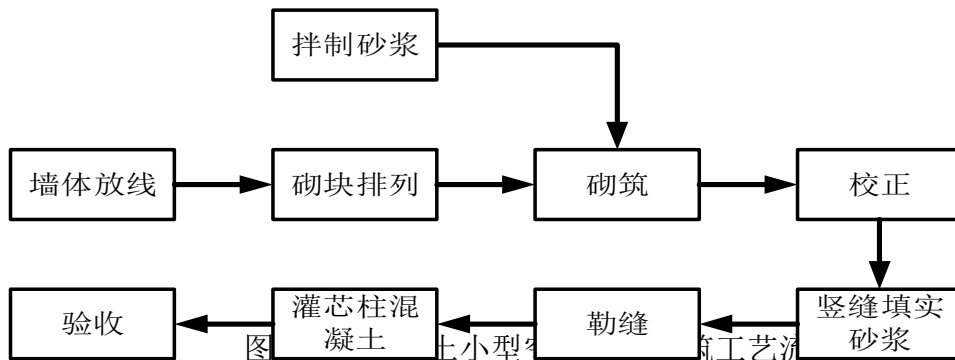 拌制砂浆
墙体放线
砌块排列
砌筑
校正
验收
灌芯柱混
凝土
勒缝
竖缝填实
砂浆
图 土小型 筑工艺